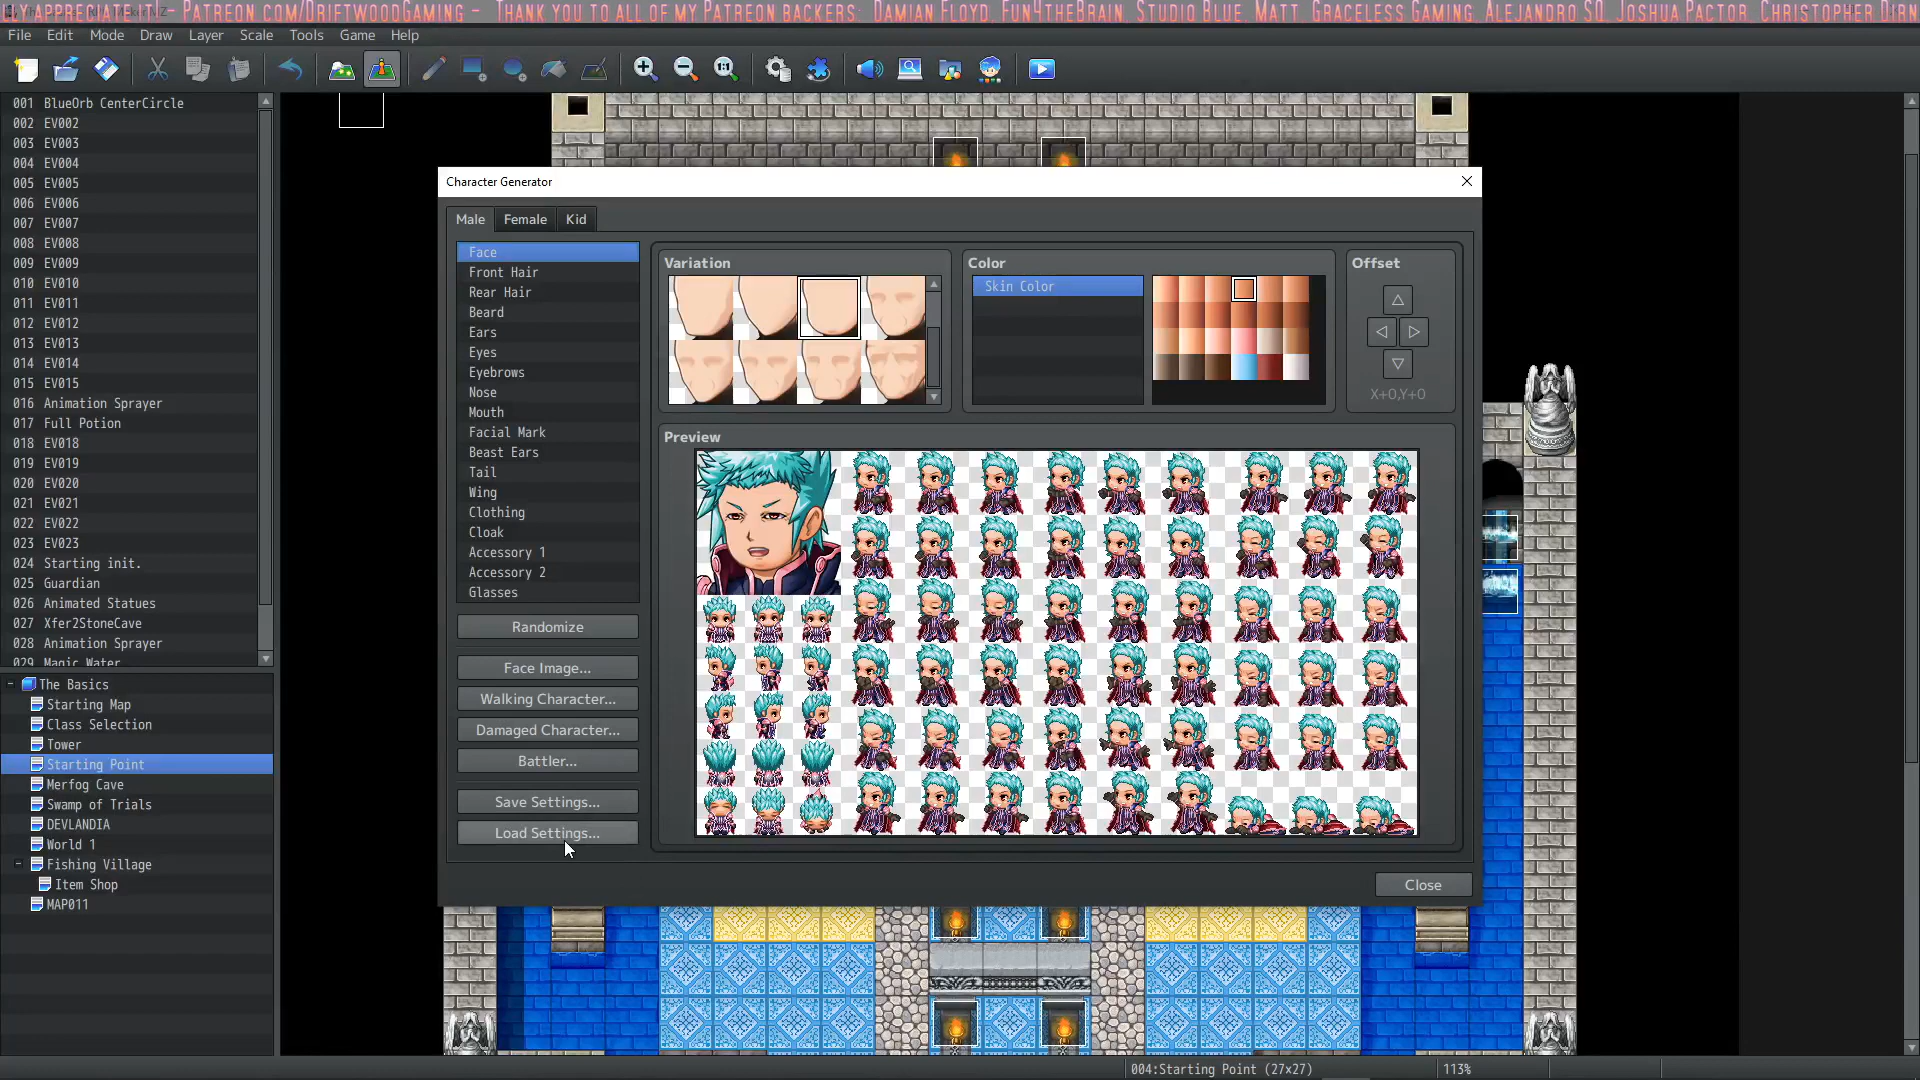 EL APPRECIATED - PATREON.COM/DRIFTWOODGAMING - THANK YOU TO ALL OF MY PATREON BACKERS: DAMIAN FLOYD, FUN4THEBRAIN, STUDIO BLUE, MATT, GRACELESS GAMING, ALEJANDRO SQ, JOSHUA PACTOR, CHRISTOPHER DIRN
File Edit Mode Draw Layer Scale Tools Game Help
001 BlueOrb CenterCircle
002 EV002
003 EV003
004 EV004
005 EV005
006 EV006
007 EV007
008 EV008
009 EV009
010 EV010
011 EV011
012 EV012
013 EV013
014 EV014
015 EV015
016 Animation Sprayer
017 Full Potion
018 EV018
019 EV019
020 EV020
021 EV021
022 EV022
023 EV023
024 Starting init.
025 Guardian
026 Animated Statues
027 Xfer2StoneCave
028 Animation Sprayer
029 Magic Water
The Basics
Starting Map
Class Selection
Tower
Starting Point
Merfog Cave
Swamp of Trials
DEVLANDIA
World 1
Fishing Village
Item Shop
MAP011
Character Generator
Male Female Kid
Face
Front Hair
Rear Hair
Beard
Ears
Eyes
Eyebrows
Nose
Mouth
Facial Mark
Beast Ears
Tail
Wing
Clothing
Cloak
Accessory 1
Accessory 2
Glasses
Randomize
Face Image...
Walking Character...
Damaged Character...
Battler...
Save Settings...
Load Settings...
Variation
Color
Skin Color
Offset
X+0,Y+0
Preview
Close
004:Starting Point (27x27) 113%